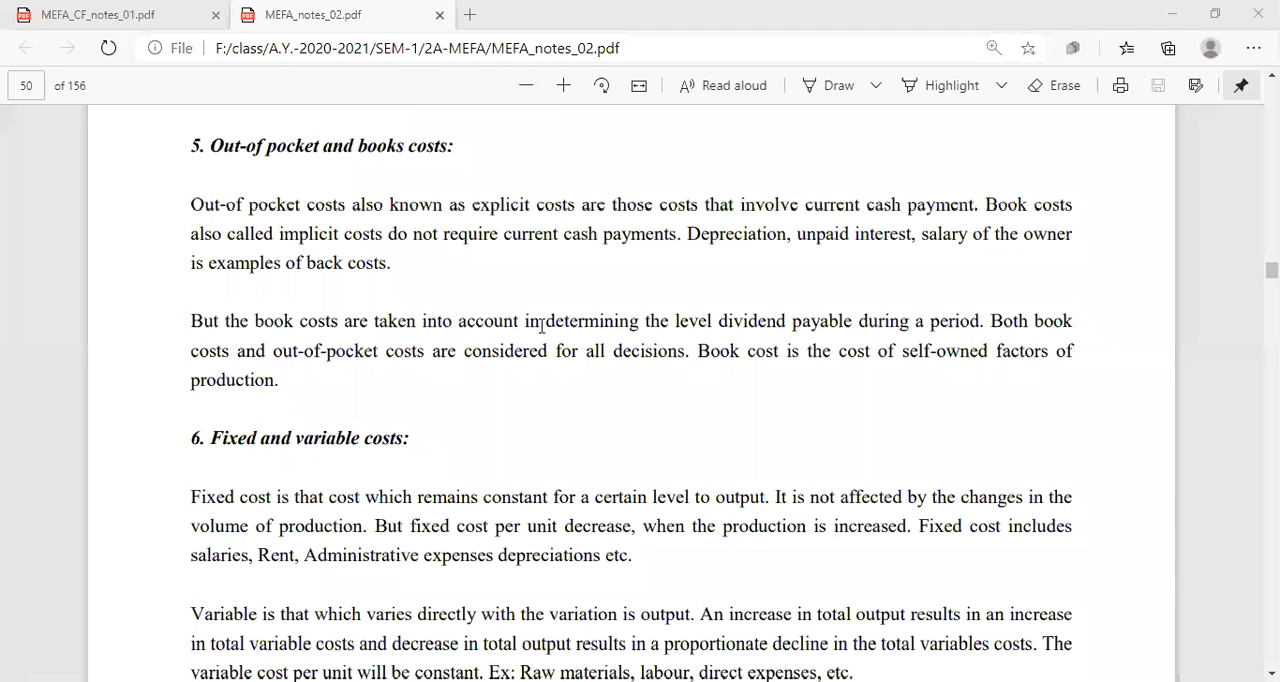 MEFA_CF_notes_01.pdf
MEFA_notes_02.pdf
File
F:/class/A.Y.-2020-2021/SEM-1/2A-MEFA/MEFA_notes_02.pdf
50 of 156
Read aloud
Draw
Highlight
Erase
5. Out-of pocket and books costs:
Out-of pocket costs also known as explicit costs are those costs that involve current cash payment. Book costs
also called implicit costs do not require current cash payments. Depreciation, unpaid interest, salary of the owner
is examples of back costs.
But the book costs are taken into account in determining the level dividend payable during a period. Both book
costs and out-of-pocket costs are considered for all decisions. Book cost is the cost of self-owned factors of
production.
6. Fixed and variable costs:
Fixed cost is that cost which remains constant for a certain level to output. It is not affected by the changes in the
volume of production. But fixed cost per unit decrease, when the production is increased. Fixed cost includes
salaries, Rent, Administrative expenses depreciations etc.
Variable is that which varies directly with the variation is output. An increase in total output results in an increase
in total variable costs and decrease in total output results in a proportionate decline in the total variables costs. The
variable cost per unit will be constant. Ex: Raw materials, labour, direct expenses, etc.